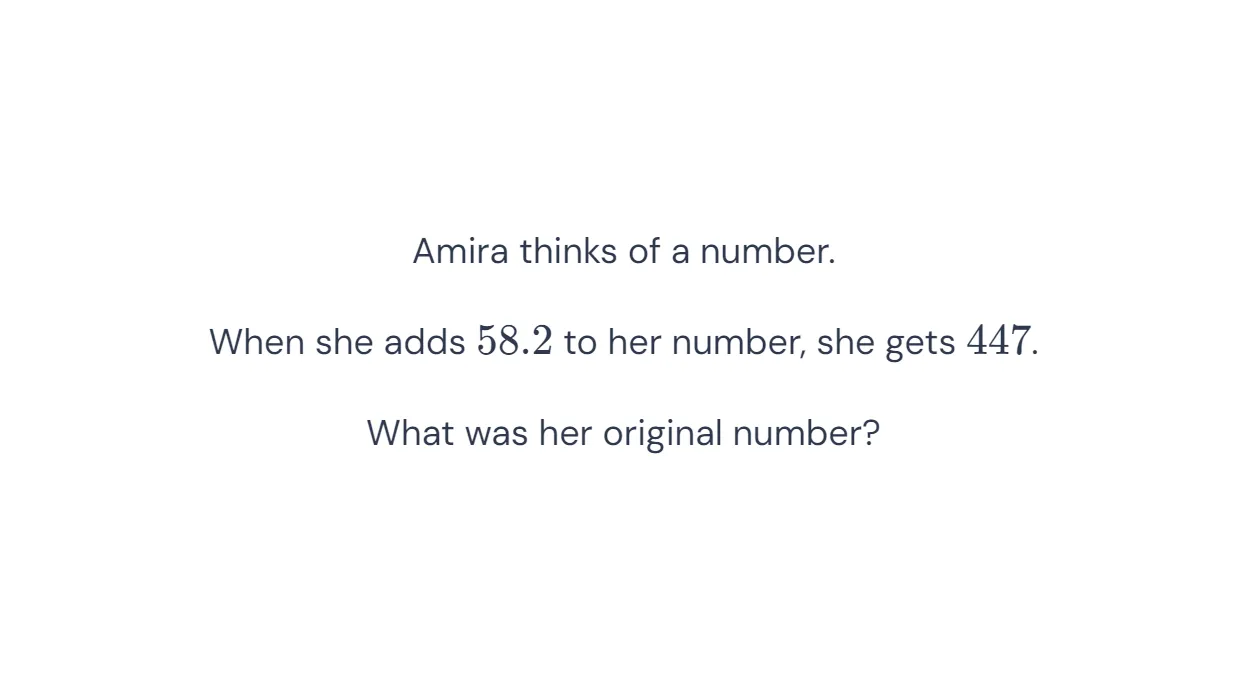 Amira thinks of a number.
When she adds 58.2 to her number, she gets 447.
What was her original number?